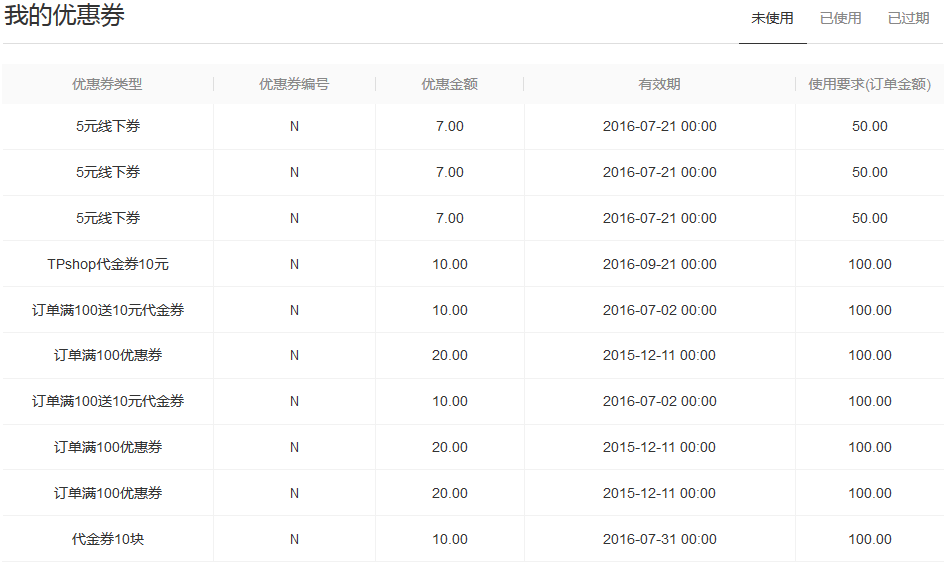 我的优惠券 未使用 已使用 已过期
优惠券类型 优惠券编号 优惠金额 有效期 使用要求(订单金额)
5元线下券 N 7.00 2016-07-21 00:00 50.00
5元线下券 N 7.00 2016-07-21 00:00 50.00
5元线下券 N 7.00 2016-07-21 00:00 50.00
TPshop代金券10元 N 10.00 2016-09-21 00:00 100.00
订单满100送10元代金券 N 10.00 2016-07-02 00:00 100.00
订单满100优惠券 N 20.00 2015-12-11 00:00 100.00
订单满100送10元代金券 N 10.00 2016-07-02 00:00 100.00
订单满100优惠券 N 20.00 2015-12-11 00:00 100.00
订单满100优惠券 N 20.00 2015-12-11 00:00 100.00
代金券10块 N 10.00 2016-07-31 00:00 100.00